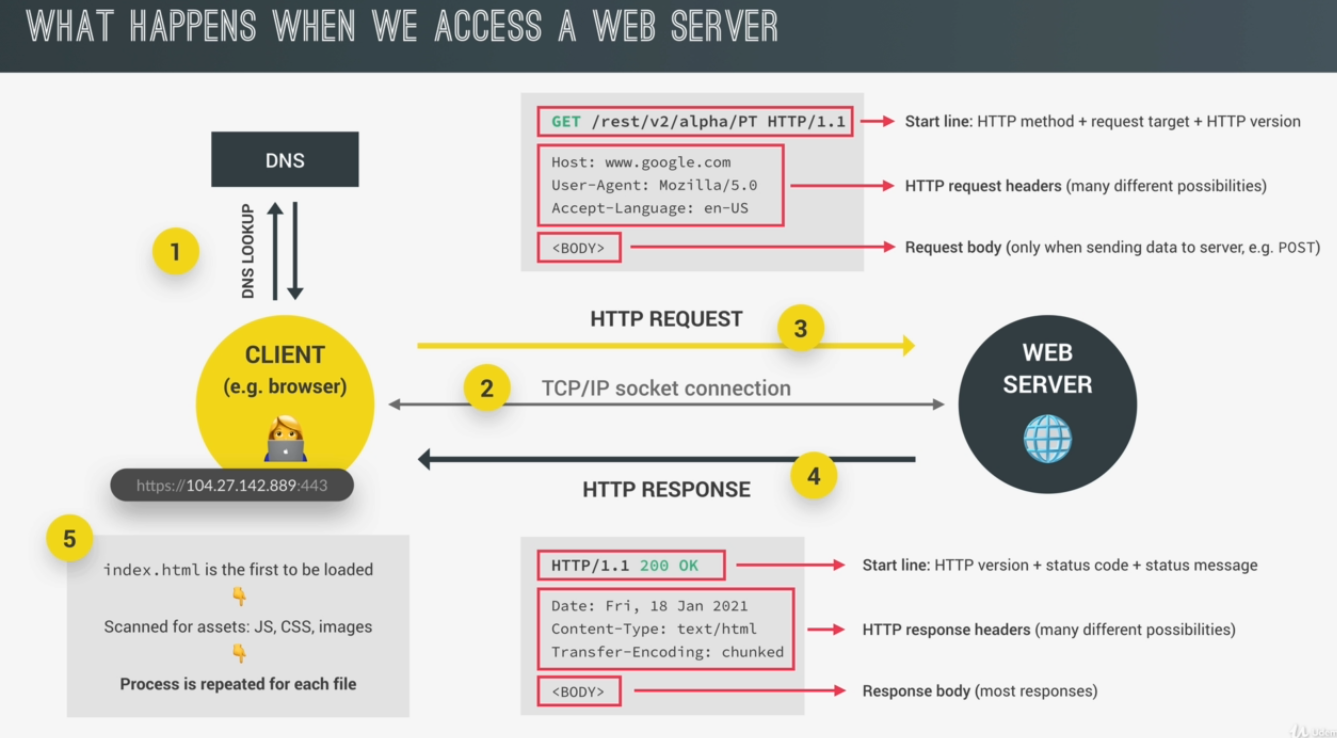 WHAT HAPPENS WHEN WE ACCESS A WEB SERVER
DNS
DNS LOOKUP
1
CLIENT
(e.g. browser)
https://104.27.142.889:443
GET /rest/v2/alpha/PT HTTP/1.1
Start line: HTTP method + request target + HTTP version
Host: www.google.com
User-Agent: Mozilla/5.0
Accept-Language: en-US
HTTP request headers (many different possibilities)
<BODY>
Request body (only when sending data to server, e.g. POST)
HTTP REQUEST
3
2
TCP/IP socket connection
WEB
SERVER
4
HTTP RESPONSE
5
index.html is the first to be loaded
Scanned for assets: JS, CSS, images
Process is repeated for each file
HTTP/1.1 200 OK
Start line: HTTP version + status code + status message
Date: Fri, 18 Jan 2021
Content-Type: text/html
Transfer-Encoding: chunked
HTTP response headers (many different possibilities)
<BODY>
Response body (most responses)